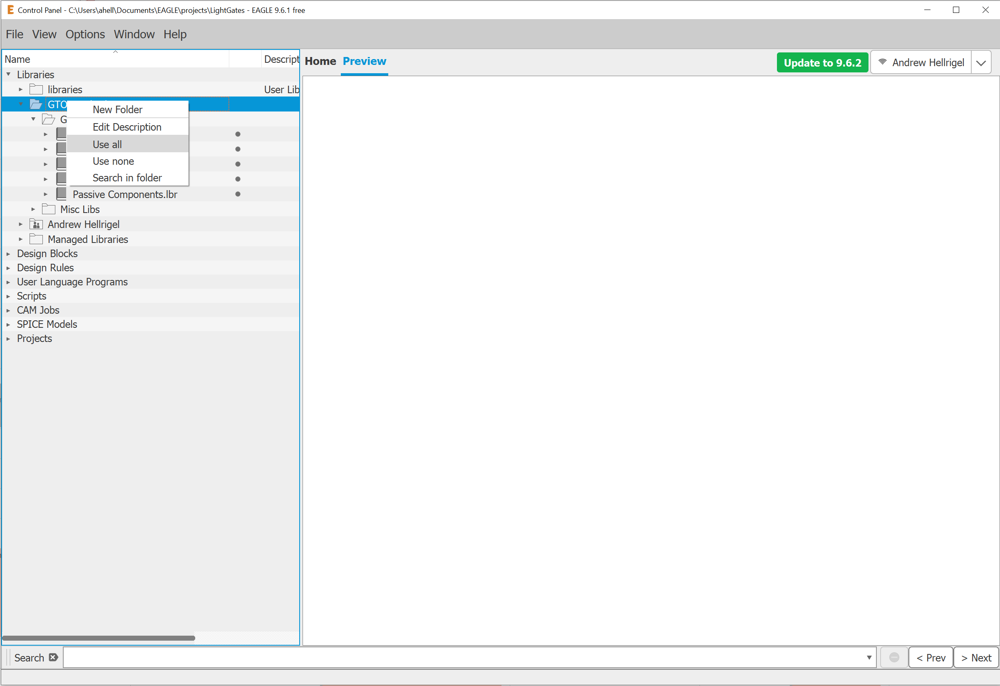 Control Panel - C:\Users\ahell\Documents\EAGLE\projects\LightGates - EAGLE 9.6.1 free
File View Options Window Help
Name Descript
Home Preview
Update to 9.6.2
Andrew Hellrigel
Libraries
libraries User Lib
GTO
New Folder
G
Edit Description
Use all
Use none
Search in folder
Passive Components.lbr
Misc Libs
Andrew Hellrigel
Managed Libraries
Design Blocks
Design Rules
User Language Programs
Scripts
CAM Jobs
SPICE Models
Projects
Search
< Prev
> Next